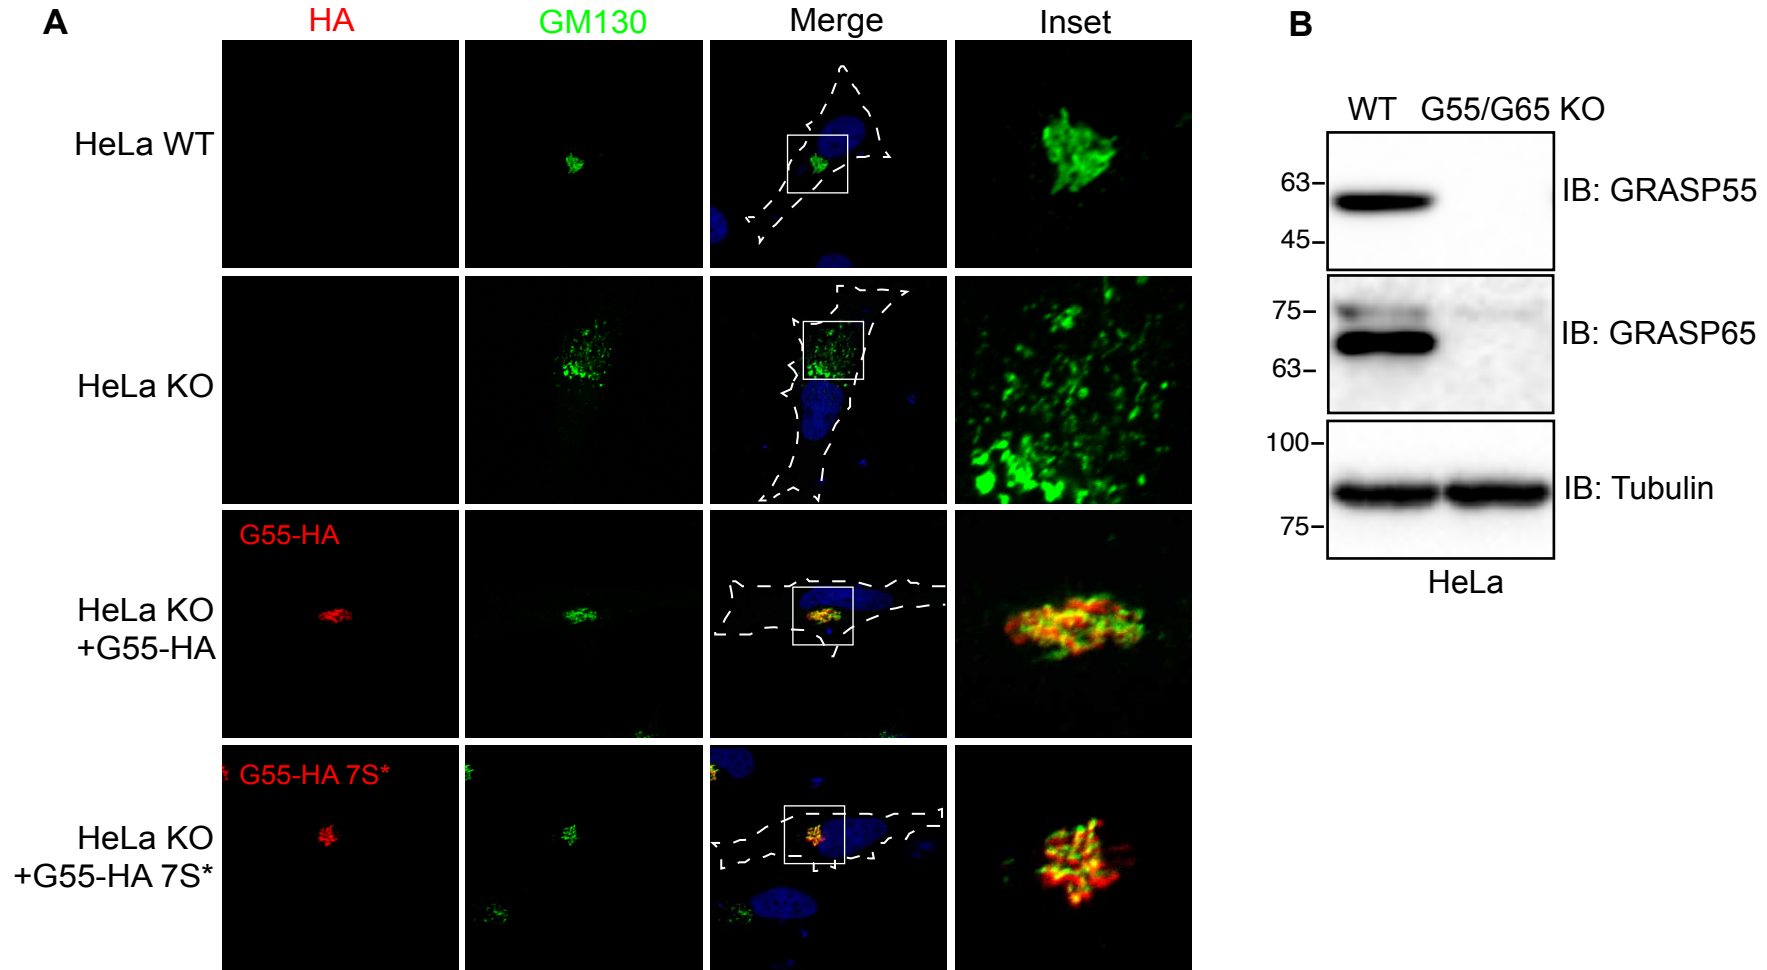 A
HA
GM130
Merge
Inset
HeLa WT
HeLa KO
G55-HA
HeLa KO
+G55-HA
G55-HA 7S*
HeLa KO
+G55-HA 7S*
B
WT G55/G65 KO
63-
45-
IB: GRASP55
75-
63-
IB: GRASP65
100-
75-
IB: Tubulin
HeLa